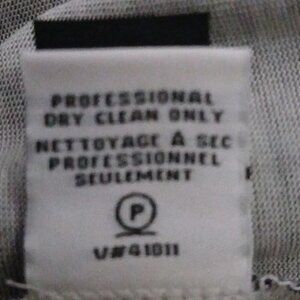 PROFESSIONAL
DRY CLEAN ONLY
NETTOYAGE À SEC
PROFESSIONNEL
SEULEMENT
P
V#41811